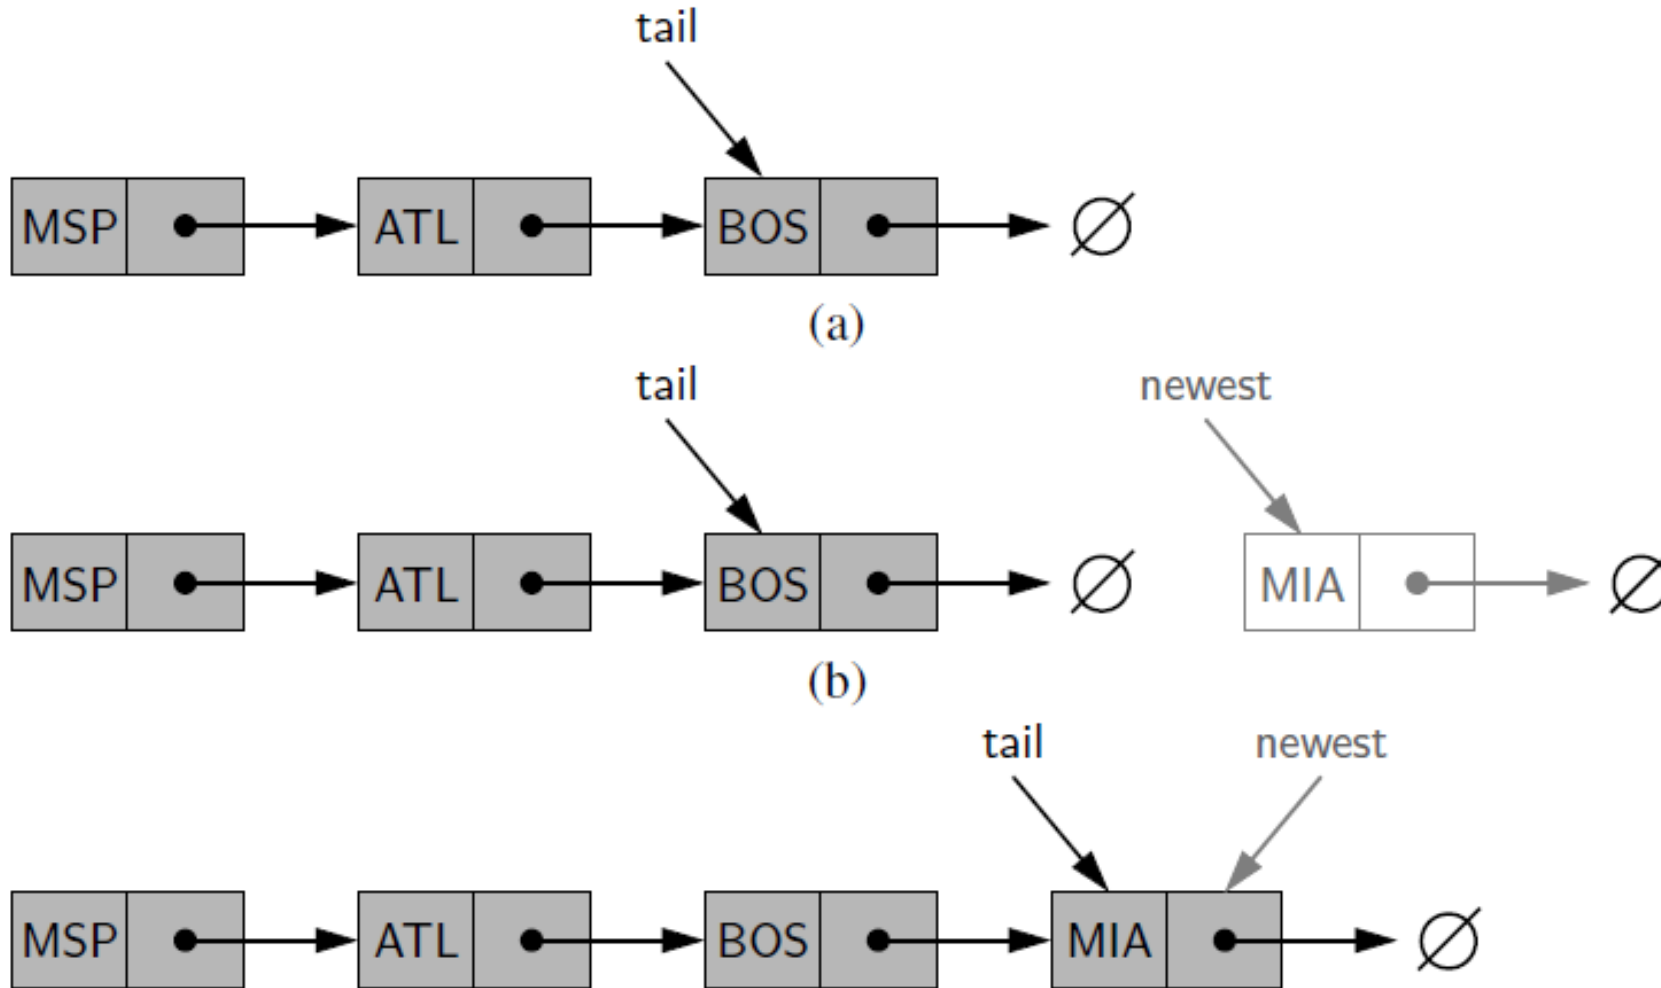 tail
MSP ATL BOS ∅
(a)
tail newest
MSP ATL BOS ∅ MIA ∅
(b)
tail newest
MSP ATL BOS MIA ∅